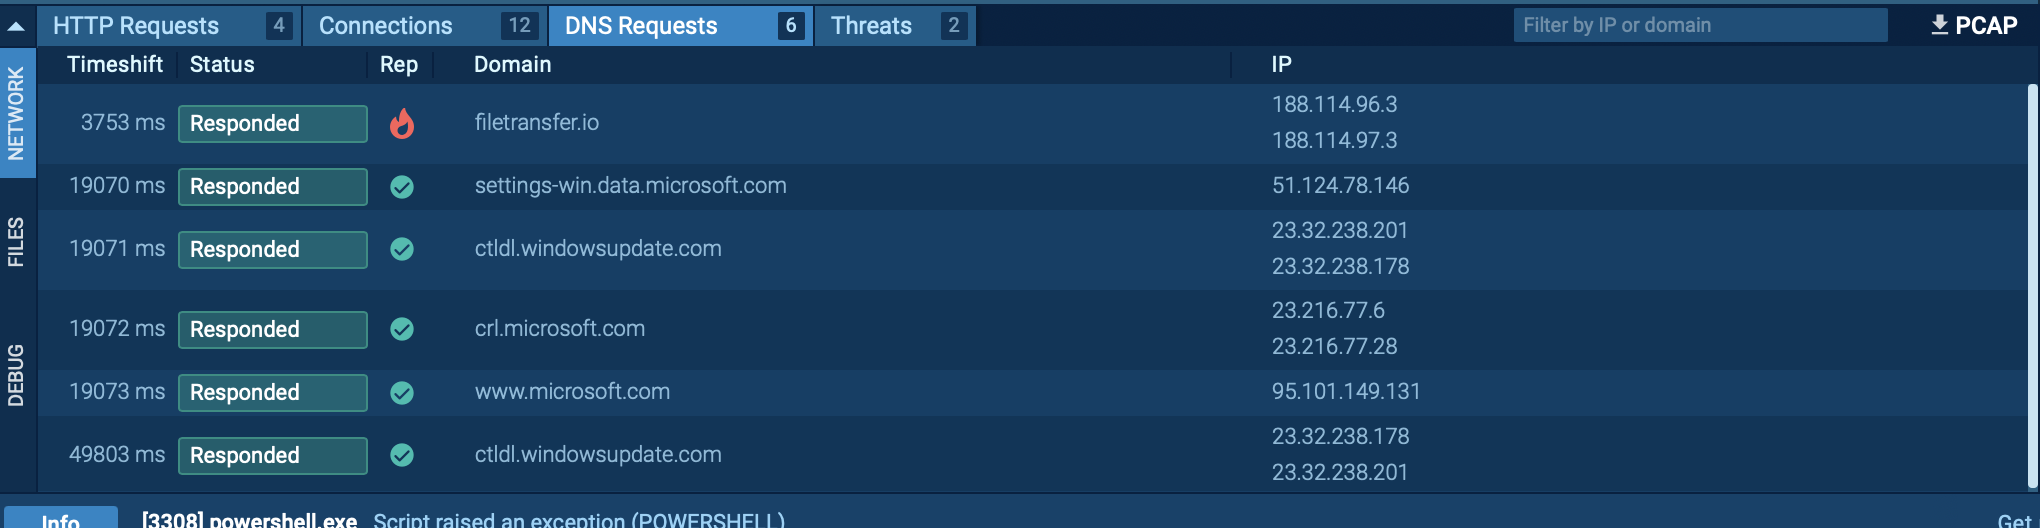 HTTP Requests 4 Connections 12 DNS Requests 6 Threats 2 Filter by IP or domain PCAP
NETWORK
FILES
DEBUG
Timeshift Status Rep Domain IP
3753 ms Responded filetransfer.io 188.114.96.3
188.114.97.3
19070 ms Responded settings-win.data.microsoft.com 51.124.78.146
19071 ms Responded ctldl.windowsupdate.com 23.32.238.201
23.32.238.178
19072 ms Responded crl.microsoft.com 23.216.77.6
23.216.77.28
19073 ms Responded www.microsoft.com 95.101.149.131
49803 ms Responded ctldl.windowsupdate.com 23.32.238.178
23.32.238.201
Info [3308] powershell.exe Script raised an exception (POWERSHELL) Get